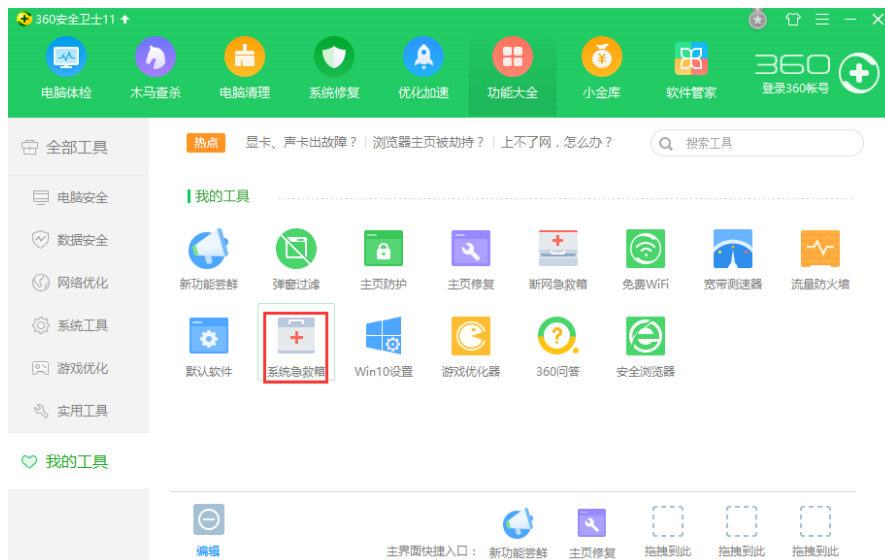 360安全卫士11
电脑体检 木马查杀 电脑清理 系统修复 优化加速 功能大全 小金库 软件管家
360
登录360帐号
全部工具
电脑安全
数据安全
网络优化
系统工具
游戏优化
实用工具
我的工具
热点 显卡、声卡出故障？ 浏览器主页被劫持？ 上不了网，怎么办？ 搜索工具
我的工具
新功能尝鲜 弹窗过滤 主页防护 主页修复 断网急救箱 免费WiFi 宽带测速器 流量防火墙
默认软件 系统急救箱 Win10设置 游戏优化器 360问答 安全浏览器
编辑 主界面快捷入口： 新功能尝鲜 主页修复 拖拽到此 拖拽到此 拖拽到此